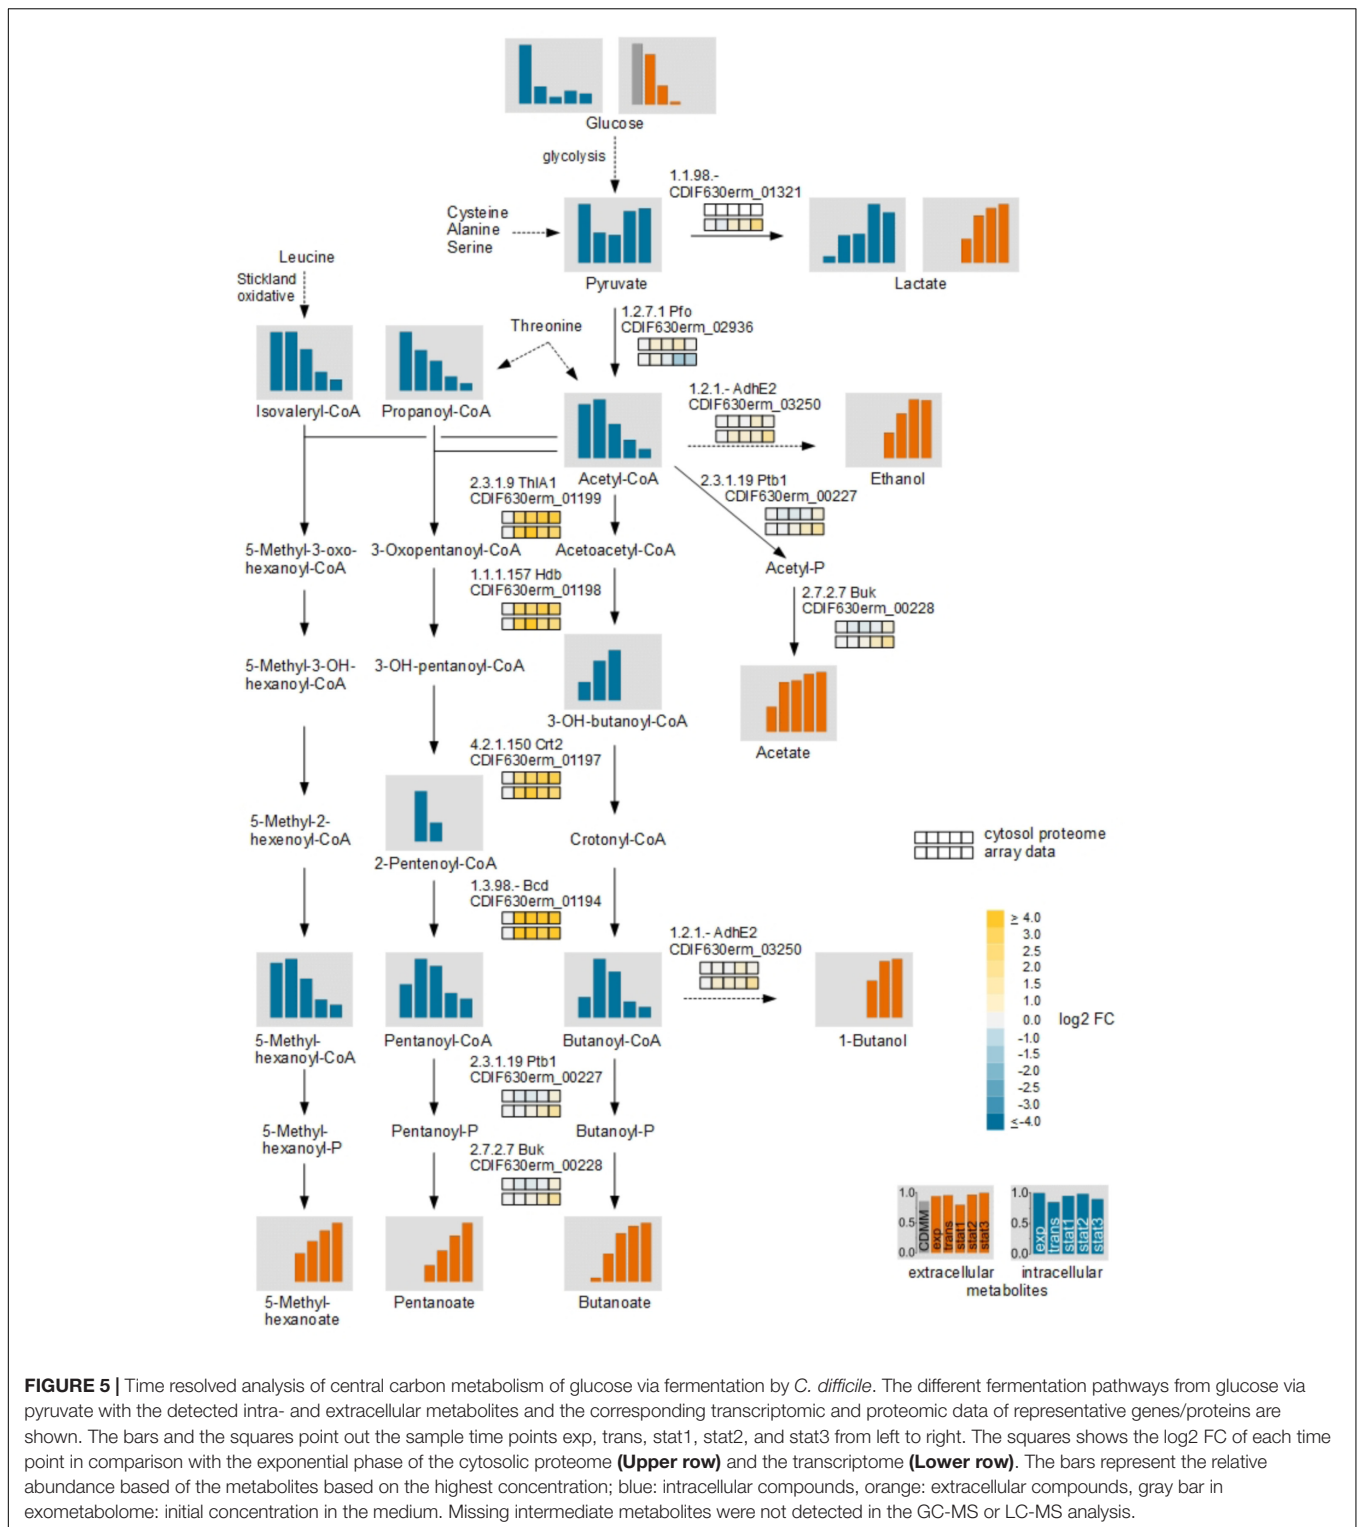 Glucose
glycolysis
1.1.98.-
CDIF630erm_01321
Cysteine
Alanine
Serine
Pyruvate
Lactate
Leucine
Stickland
oxidative
1.2.7.1 Pfo
CDIF630erm_02936
Threonine
Isovaleryl-CoA
Propanoyl-CoA
1.2.1.- AdhE2
CDIF630erm_03250
Acetyl-CoA
Ethanol
2.3.1.9 ThlA1
CDIF630erm_01199
2.3.1.19 Ptb1
CDIF630erm_00227
5-Methyl-3-oxo-
hexanoyl-CoA
3-Oxopentanoyl-CoA
Acetoacetyl-CoA
Acetyl-P
1.1.1.157 Hdb
CDIF630erm_01198
2.7.2.7 Buk
CDIF630erm_00228
5-Methyl-3-OH-
hexanoyl-CoA
3-OH-pentanoyl-CoA
3-OH-butanoyl-CoA
Acetate
4.2.1.150 Crt2
CDIF630erm_01197
5-Methyl-2-
hexenoyl-CoA
2-Pentenoyl-CoA
Crotonyl-CoA
cytosol proteome
array data
1.3.98.- Bcd
CDIF630erm_01194
1.2.1.- AdhE2
CDIF630erm_03250
≥ 4.0
3.0
2.5
2.0
1.5
1.0
0.0
-1.0
-1.5
-2.0
-2.5
-3.0
≤-4.0
log2 FC
5-Methyl-
hexanoyl-CoA
Pentanoyl-CoA
Butanoyl-CoA
1-Butanol
2.3.1.19 Ptb1
CDIF630erm_00227
5-Methyl-
hexanoyl-P
Pentanoyl-P
Butanoyl-P
2.7.2.7 Buk
CDIF630erm_00228
5-Methyl-
hexanoate
Pentanoate
Butanoate
1.0
0.5
0.0
CDMM
exp
trans
stat1
stat2
stat3
1.0
0.5
0.0
exp
trans
stat1
stat2
stat3
extracellular
intracellular
metabolites
FIGURE 5 | Time resolved analysis of central carbon metabolism of glucose via fermentation by C. difficile. The different fermentation pathways from glucose via
pyruvate with the detected intra- and extracellular metabolites and the corresponding transcriptomic and proteomic data of representative genes/proteins are
shown. The bars and the squares point out the sample time points exp, trans, stat1, stat2, and stat3 from left to right. The squares shows the log2 FC of each time
point in comparison with the exponential phase of the cytosolic proteome (Upper row) and the transcriptome (Lower row). The bars represent the relative
abundance based of the metabolites based on the highest concentration; blue: intracellular compounds, orange: extracellular compounds, gray bar in
exometabolome: initial concentration in the medium. Missing intermediate metabolites were not detected in the GC-MS or LC-MS analysis.